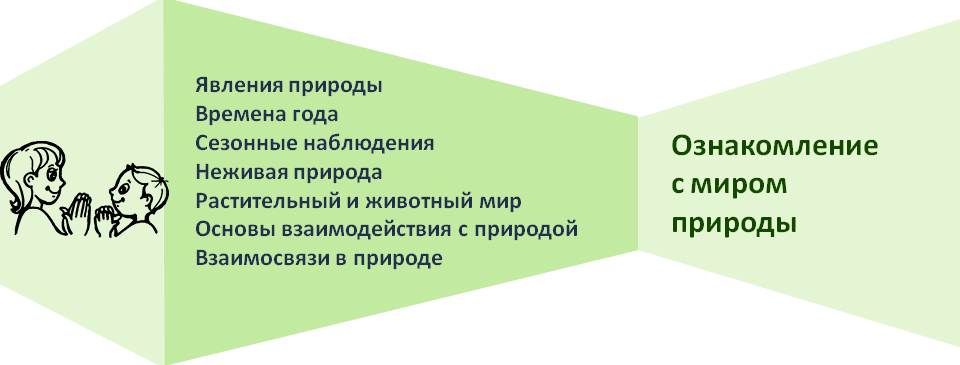 Явления природы
Времена года
Сезонные наблюдения
Неживая природа
Растительный и животный мир
Основы взаимодействия с природой
Взаимосвязи в природе
Ознакомление
с миром
природы